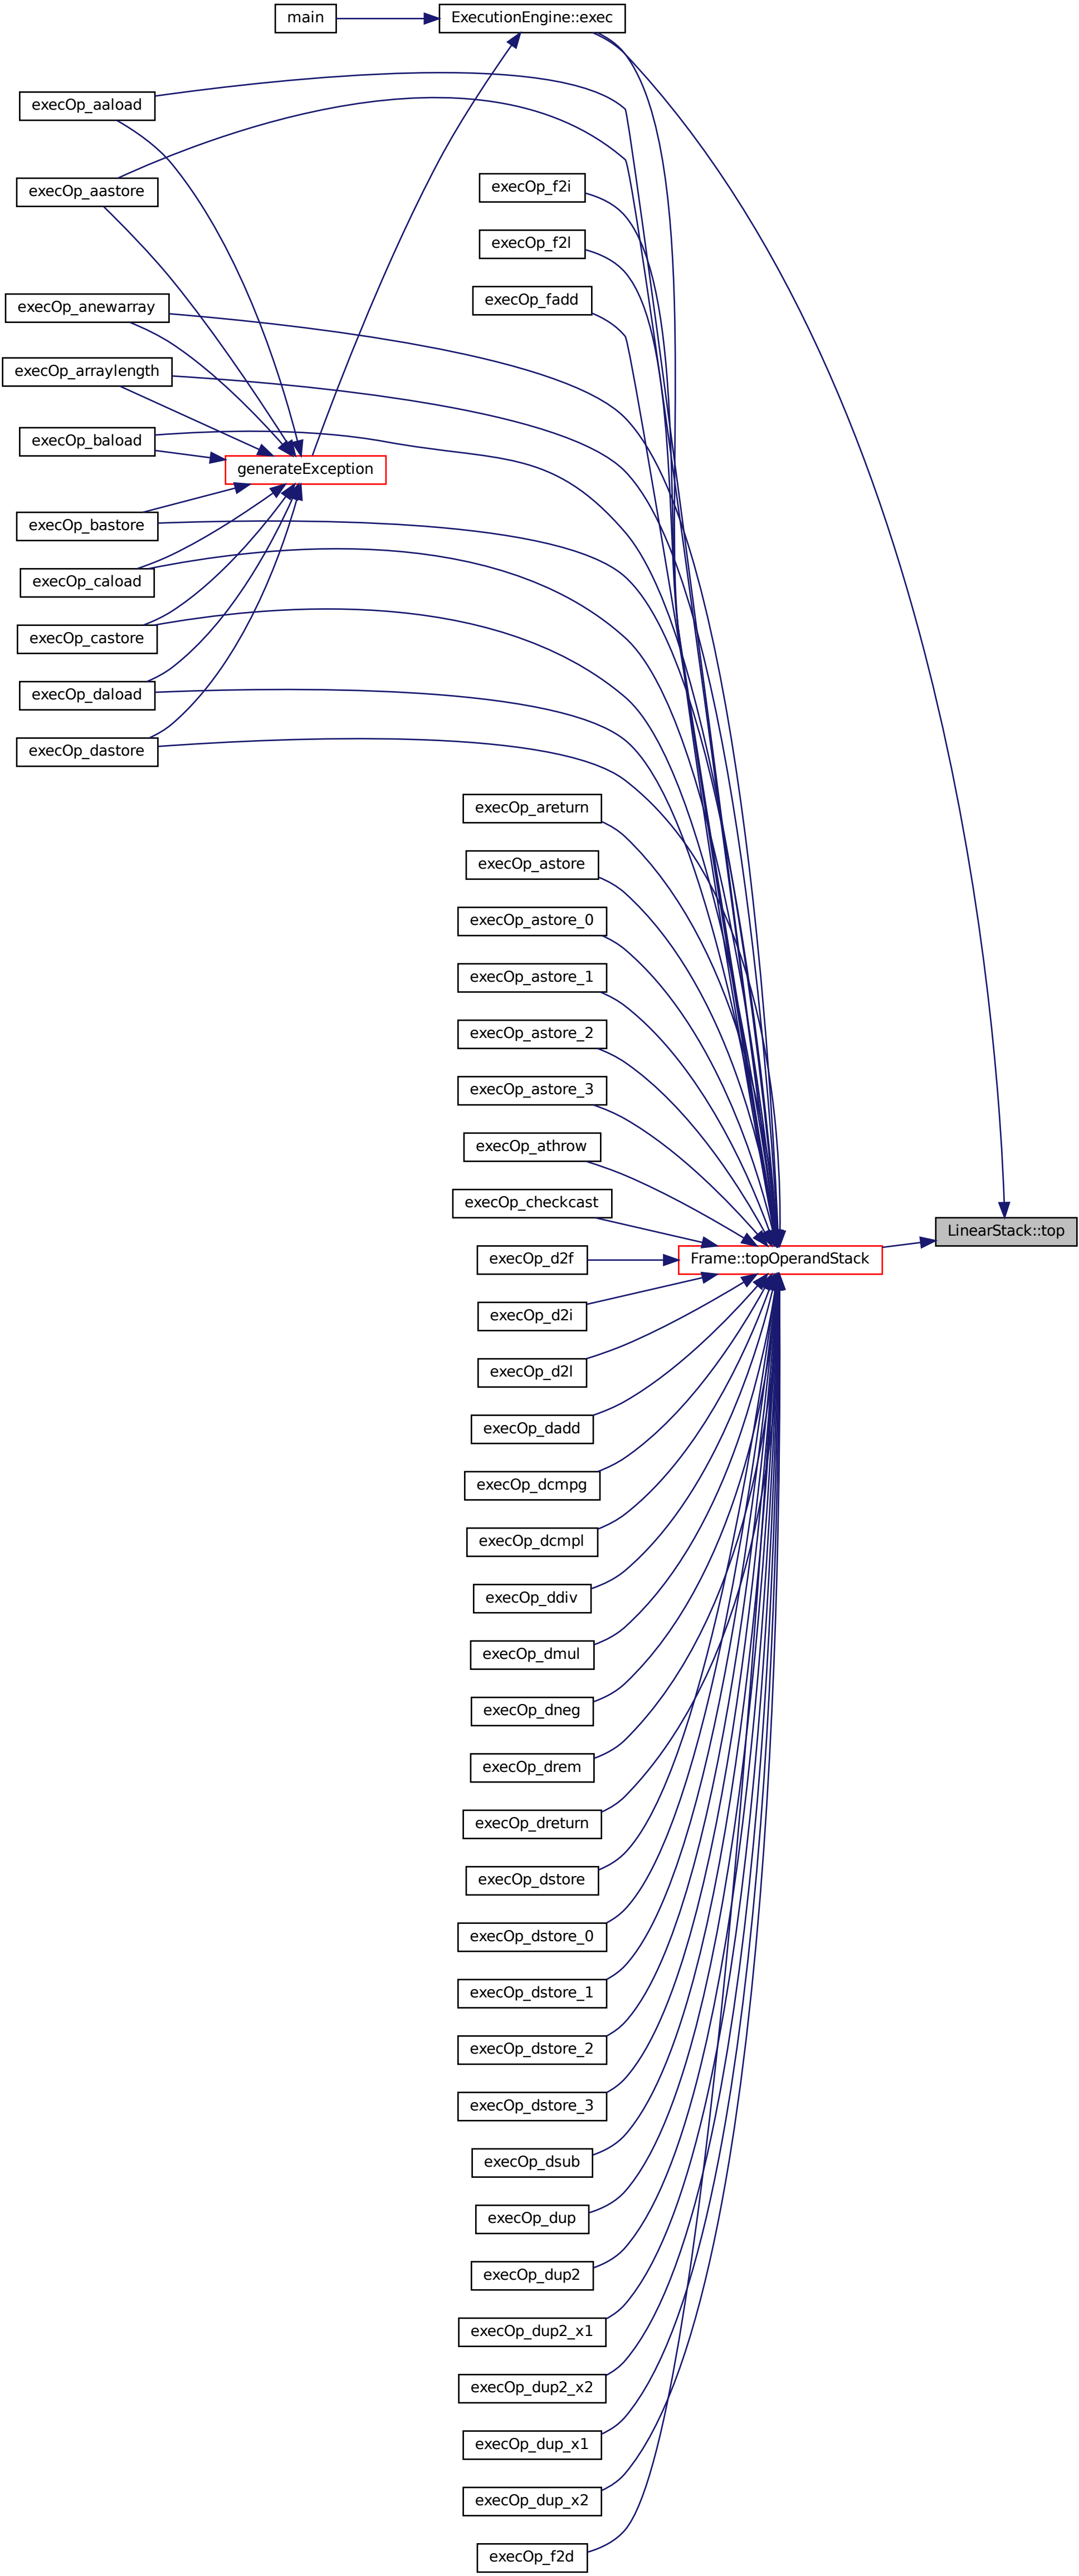 main
ExecutionEngine::exec
execOp_aaload
execOp_aastore
execOp_f2i
execOp_f2l
execOp_fadd
execOp_anewarray
execOp_arraylength
execOp_baload
generateException
execOp_bastore
execOp_caload
execOp_castore
execOp_daload
execOp_dastore
execOp_areturn
execOp_astore
execOp_astore_0
execOp_astore_1
execOp_astore_2
execOp_astore_3
execOp_athrow
execOp_checkcast
LinearStack::top
execOp_d2f
Frame::topOperandStack
execOp_d2i
execOp_d2l
execOp_dadd
execOp_dcmpg
execOp_dcmpl
execOp_ddiv
execOp_dmul
execOp_dneg
execOp_drem
execOp_dreturn
execOp_dstore
execOp_dstore_0
execOp_dstore_1
execOp_dstore_2
execOp_dstore_3
execOp_dsub
execOp_dup
execOp_dup2
execOp_dup2_x1
execOp_dup2_x2
execOp_dup_x1
execOp_dup_x2
execOp_f2d